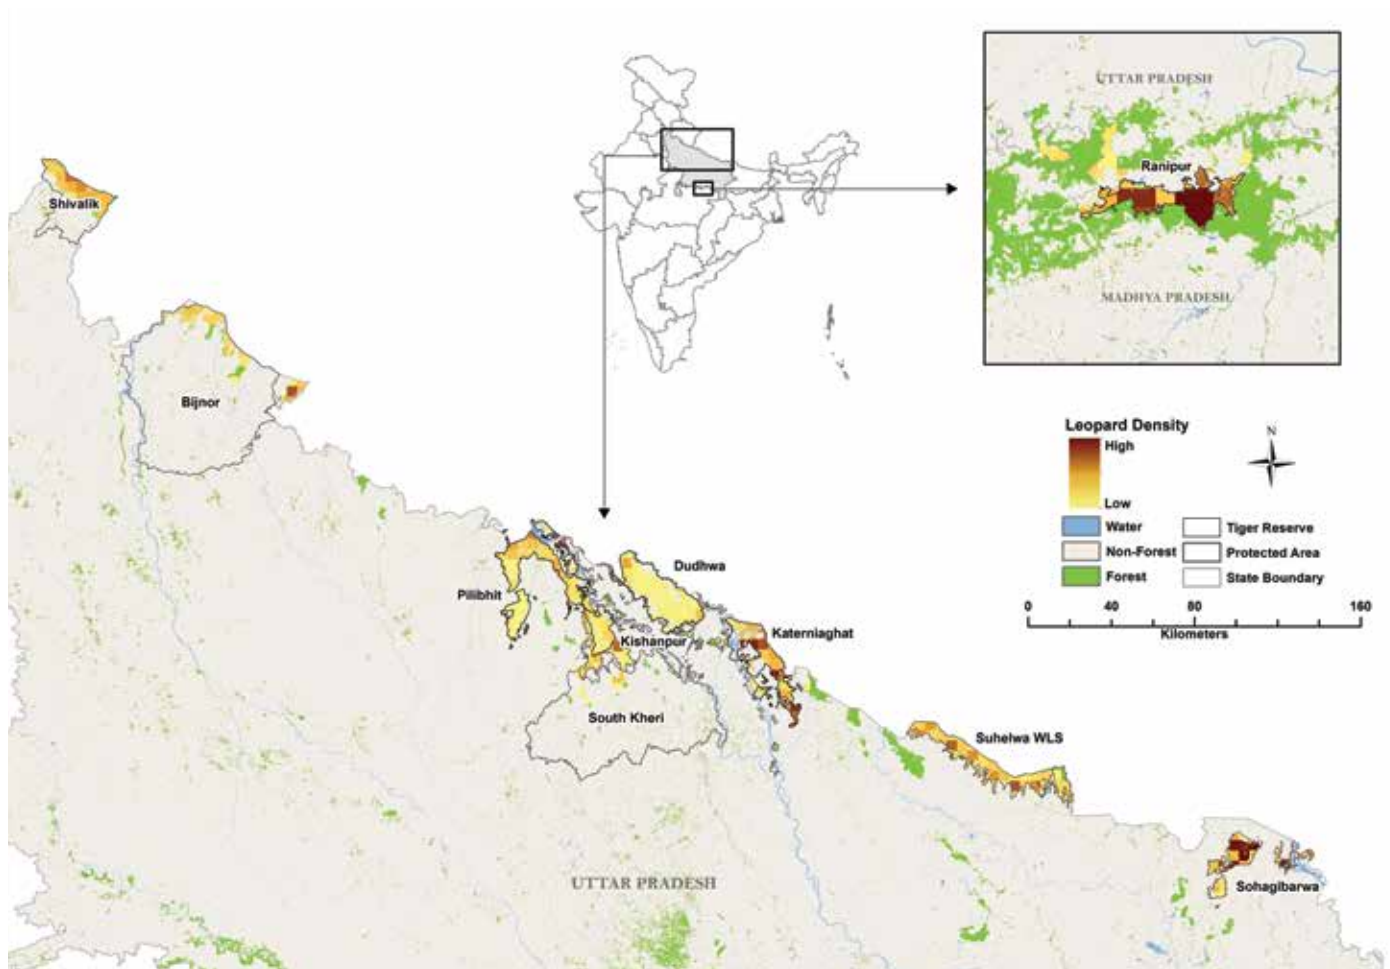 UTTAR PRADESH
Ranipur
MADHYA PRADESH
Shivalik
Bijnor
Leopard Density
High
Low
N
Water
Non-Forest
Forest
Tiger Reserve
Protected Area
State Boundary
0 40 80 160
Kilometers
Pilibhit
Dudhwa
Kishanpur
Katerniaghat
South Kheri
Suhelwa WLS
Sohagibarwa
UTTAR PRADESH